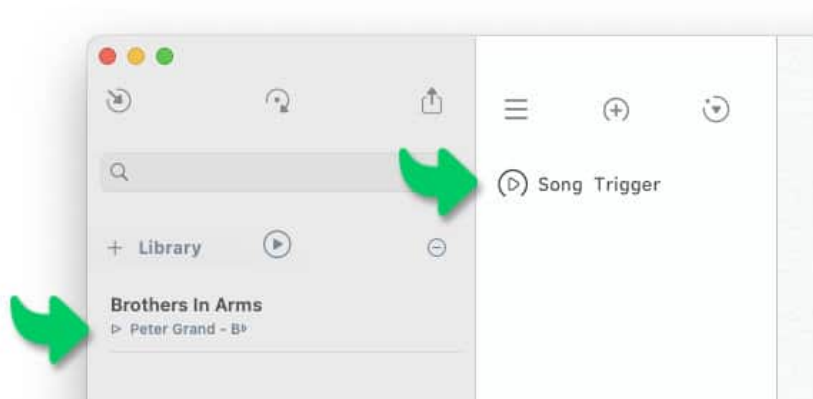 Song Trigger
+ Library
Brothers In Arms
Peter Grand - B♭